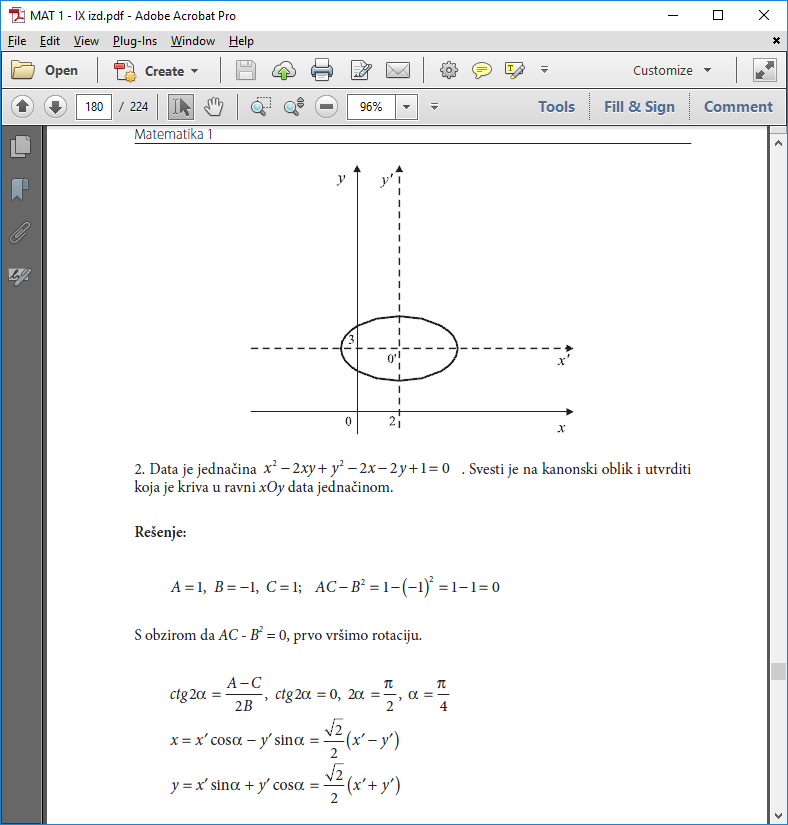 MAT 1 - IX izd.pdf - Adobe Acrobat Pro
File Edit View Plug-Ins Window Help
Open Create Customize
180 / 224 96% Tools Fill & Sign Comment
Matematika 1
y y′
3
0′
x′
0 2
x
2. Data je jednačina x² − 2xy + y² − 2x − 2y + 1 = 0 . Svesti je na kanonski oblik i utvrditi
koja je kriva u ravni xOy data jednačinom.
Rešenje:
A = 1, B = −1, C = 1; AC − B² = 1 − (−1)² = 1 − 1 = 0
S obzirom da AC - B² = 0, prvo vršimo rotaciju.
ctg2α = (A − C)/(2B), ctg2α = 0, 2α = π/2, α = π/4
x = x′cosα − y′sinα = √2/2 (x′ − y′)
y = x′sinα + y′cosα = √2/2 (x′ + y′)